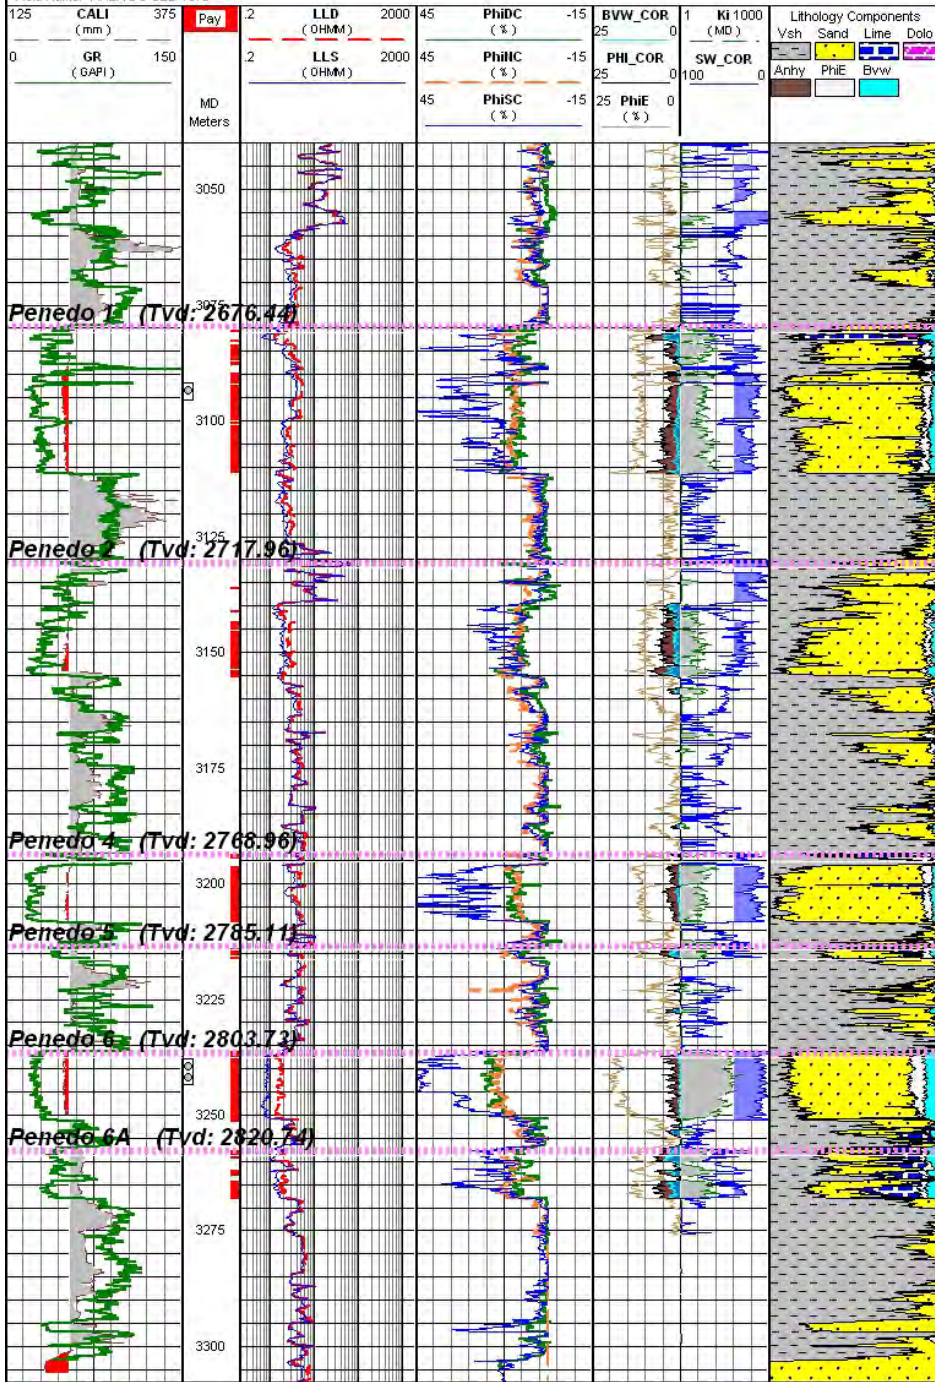 125 CALI 375
(mm)
0 GR 150
(GAPI)
Pay
MD
Meters
.2 LLD 2000
(OHMM)
.2 LLS 2000
(OHMM)
45 PhiDC -15
(%)
PhiNC
(%)
45 PhiSC -15
(%)
BVW_COR
25 0
PHI_COR
25 0
25 PhiE 0
(%)
1 Ki 1000
(MD)
SW_COR
100 0
Lithology Components
Vsh Sand Lime Dolo
Anhy PhiE Bvw
3050
3075
Penedo 1 (Tvd: 2676.44)
3100
3125
Penedo 2 (Tvd: 2717.96)
3150
3175
Penedo 4 (Tvd: 2768.96)
3200
Penedo 5 (Tvd: 2785.11)
3225
Penedo 6 (Tvd: 2803.73)
3250
Penedo 6A (Tvd: 2820.74)
3275
3300